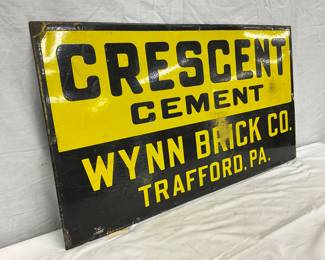 CRESCENT
CEMENT
WYNN BRICK CO.
TRAFFORD, PA.